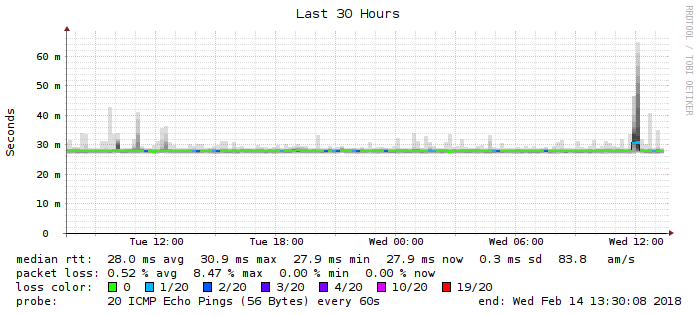 Last 30 Hours
RRDTOOL / TOBI OETIKER
Seconds
60 m
50 m
40 m
30 m
20 m
10 m
0
Tue 12:00 Tue 18:00 Wed 00:00 Wed 06:00 Wed 12:00
median rtt: 28.0 ms avg 30.9 ms max 27.9 ms min 27.9 ms now 0.3 ms sd 83.8 am/s
packet loss: 0.52 % avg 8.47 % max 0.00 % min 0.00 % now
loss color: 0 1/20 2/20 3/20 4/20 10/20 19/20
probe: 20 ICMP Echo Pings (56 Bytes) every 60s end: Wed Feb 14 13:30:08 2018